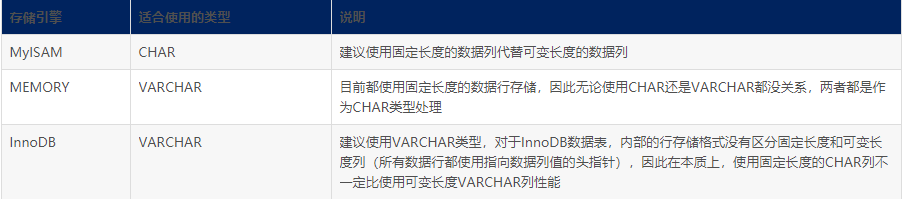 存储引擎 适合使用的类型 说明
MyISAM CHAR 建议使用固定长度的数据列代替可变长度的数据列
MEMORY VARCHAR 目前都使用固定长度的数据行存储，因此无论使用CHAR还是VARCHAR都没关系，两者都是作
为CHAR类型处理
InnoDB VARCHAR 建议使用VARCHAR类型，对于InnoDB数据表，内部的行存储格式没有区分固定长度和可变长
度列（所有数据行都使用指向数据列值的头指针），因此在本质上，使用固定长度的CHAR列不
一定比使用可变长度VARCHAR列性能